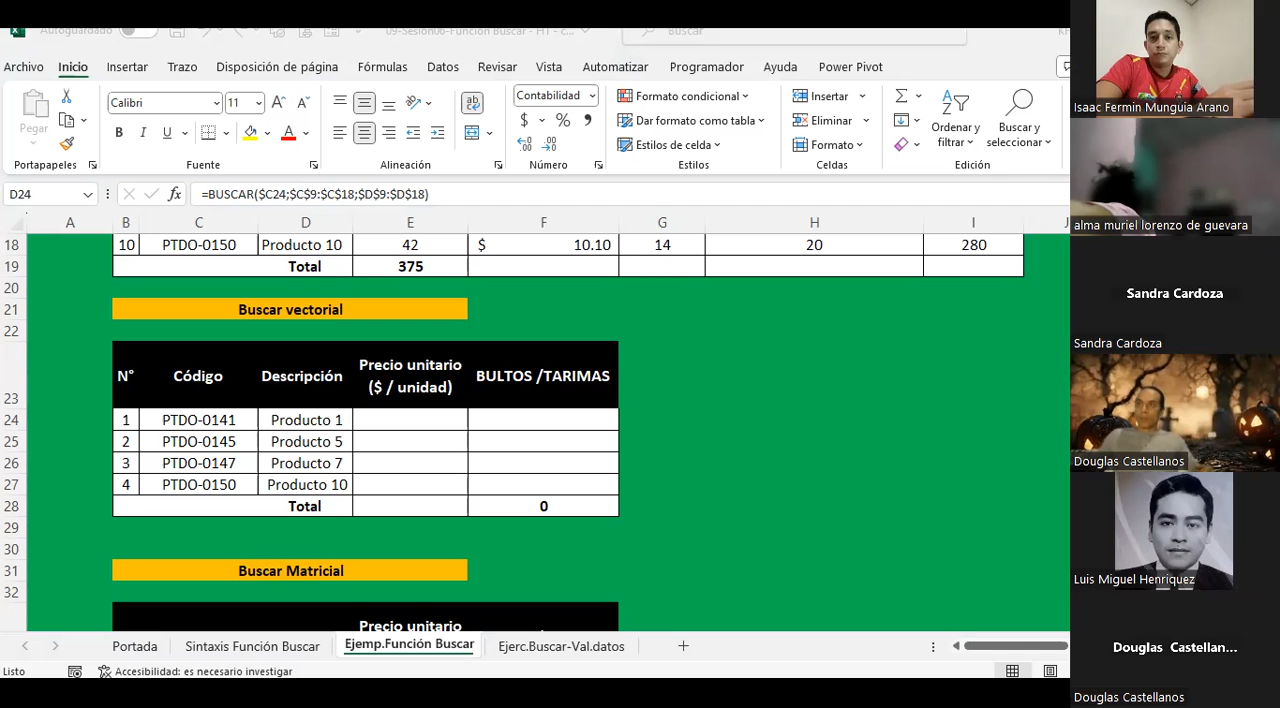 Autoguardado
09-Sesion06-Función Buscar - HT - c...
Buscar
Archivo Inicio Insertar Trazo Disposición de página Fórmulas Datos Revisar Vista Automatizar Programador Ayuda Power Pivot
Pegar
Calibri 11
Contabilidad
Formato condicional
Dar formato como tabla
Estilos de celda
Insertar
Eliminar
Formato
Ordenar y filtrar
Buscar y seleccionar
Portapapeles Fuente Alineación Número Estilos Celdas Edición
D24 fx =BUSCAR($C24;$C$9:$C$18;$D$9:$D$18)
A B C D E F G H I J
18 10 PTDO-0150 Producto 10 42 $ 10.10 14 20 280
19 Total 375
20
21 Buscar vectorial
22
23 N° Código Descripción Precio unitario ($ / unidad) BULTOS /TARIMAS
24 1 PTDO-0141 Producto 1
25 2 PTDO-0145 Producto 5
26 3 PTDO-0147 Producto 7
27 4 PTDO-0150 Producto 10
28 Total 0
29
30
31 Buscar Matricial
32
Precio unitario
Portada Sintaxis Función Buscar Ejemp.Función Buscar Ejerc.Buscar-Val.datos
Listo Accesibilidad: es necesario investigar
Isaac Fermin Munguia Arano
alma muriel lorenzo de guevara
Sandra Cardoza
Sandra Cardoza
Douglas Castellanos
Luis Miguel Henriquez
Douglas Castellan...
Douglas Castellanos